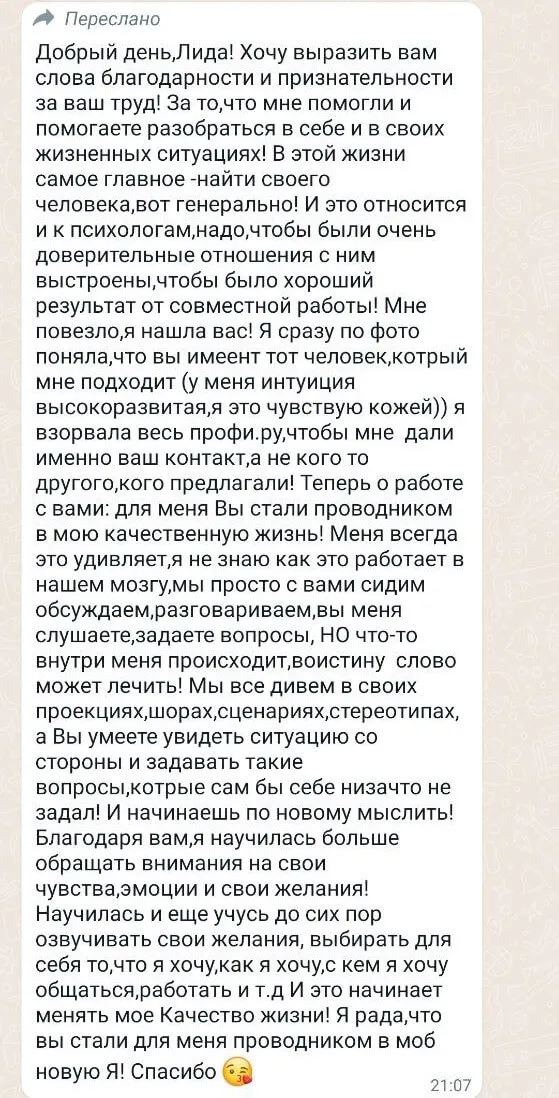 Переслано
Добрый день,Лида! Хочу выразить вам
слова благодарности и признательности
за ваш труд! За то,что мне помогли и
помогаете разобраться в себе и в своих
жизненных ситуациях! В этой жизни
самое главное -найти своего
человека,вот генерально! И это относится
и к психологам,надо,чтобы были очень
доверительные отношения с ним
выстроены,чтобы было хороший
результат от совместной работы! Мне
повезло,я нашла вас! Я сразу по фото
поняла,что вы имеент тот человек,котрый
мне подходит (у меня интуиция
высокоразвитая,я это чувствую кожей)) я
взорвала весь профи.ру,чтобы мне дали
именно ваш контакт,а не кого то
другого,кого предлагали! Теперь о работе
с вами: для меня Вы стали проводником
в мою качественную жизнь! Меня всегда
это удивляет,я не знаю как это работает в
нашем мозгу,мы просто с вами сидим
обсуждаем,разговариваем,вы меня
слушаете,задаете вопросы, НО что-то
внутри меня происходит,воистину слово
может лечить! Мы все дивем в своих
проекциях,шорах,сценариях,стереотипах,
а Вы умеете увидеть ситуацию со
стороны и задавать такие
вопросы,котрые сам бы себе низачто не
задал! И начинаешь по новому мыслить!
Благодаря вам,я научилась больше
обращать внимания на свои
чувства,эмоции и свои желания!
Научилась и еще учусь до сих пор
озвучивать свои желания, выбирать для
себя то,что я хочу,как я хочу,с кем я хочу
общаться,работать и т.д И это начинает
менять мое Качество жизни! Я рада,что
вы стали для меня проводником в моб
новую Я! Спасибо 😘
21:07